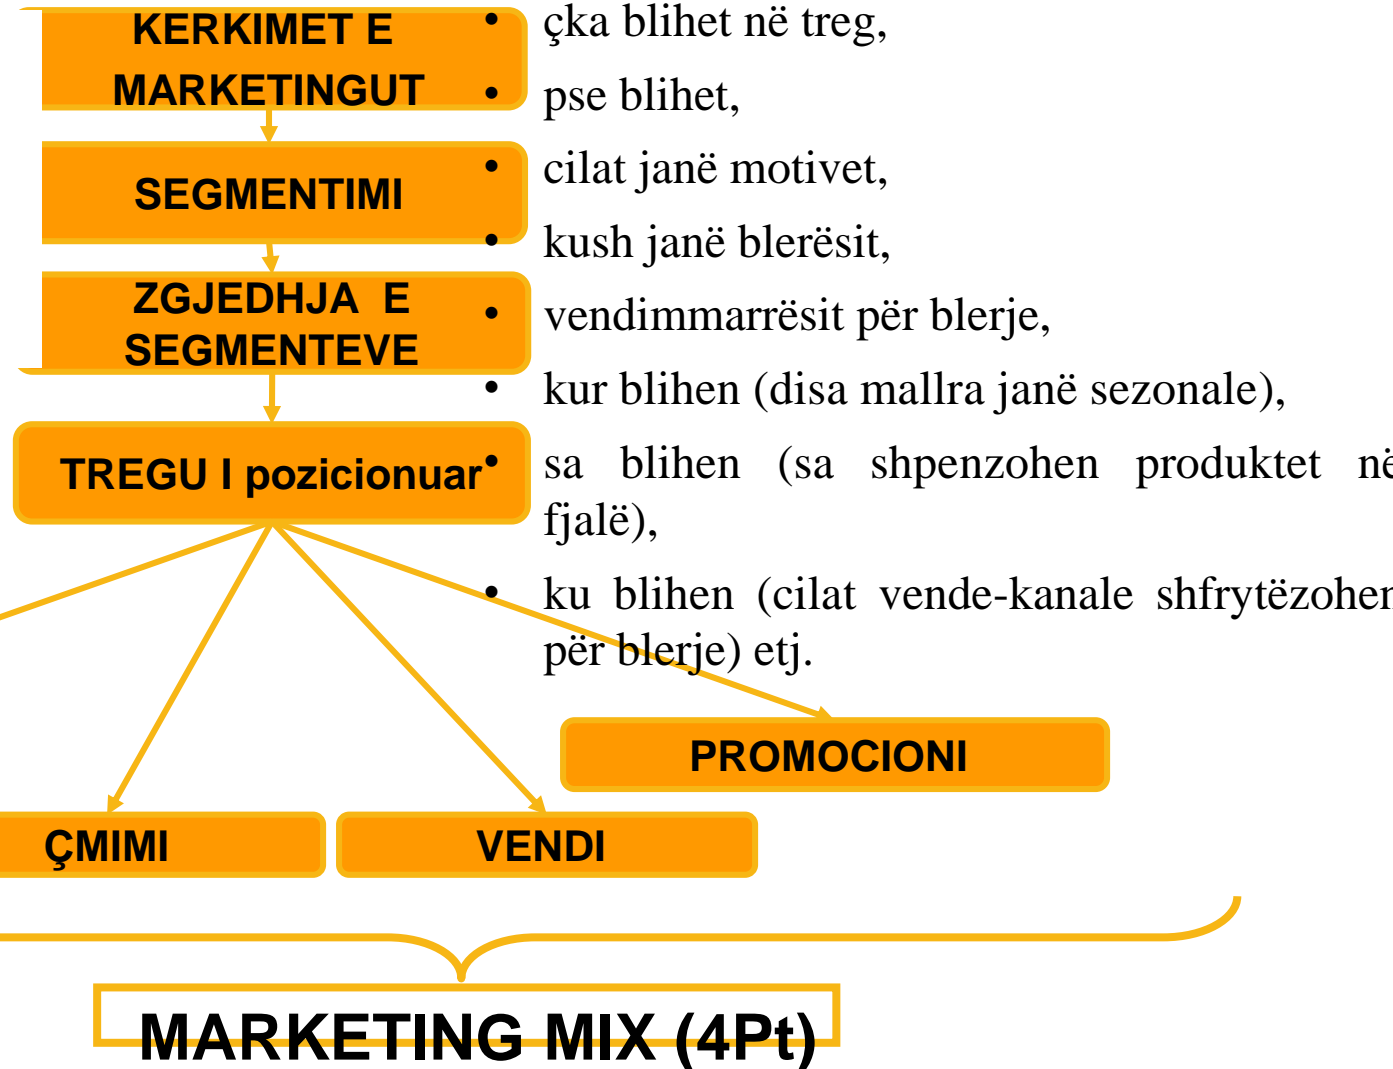 KERKIMET E
MARKETINGUT
SEGMENTIMI
ZGJEDHJA E
SEGMENTEVE
TREGU I pozicionuar
• çka blihet në treg,
• pse blihet,
• cilat janë motivet,
• kush janë blerësit,
• vendimmarrësit për blerje,
• kur blihen (disa mallra janë sezonale),
• sa blihen (sa shpenzohen produktet në
fjalë),
• ku blihen (cilat vende-kanale shfrytëzohen
për blerje) etj.
PROMOCIONI
ÇMIMI
VENDI
MARKETING MIX (4Pt)